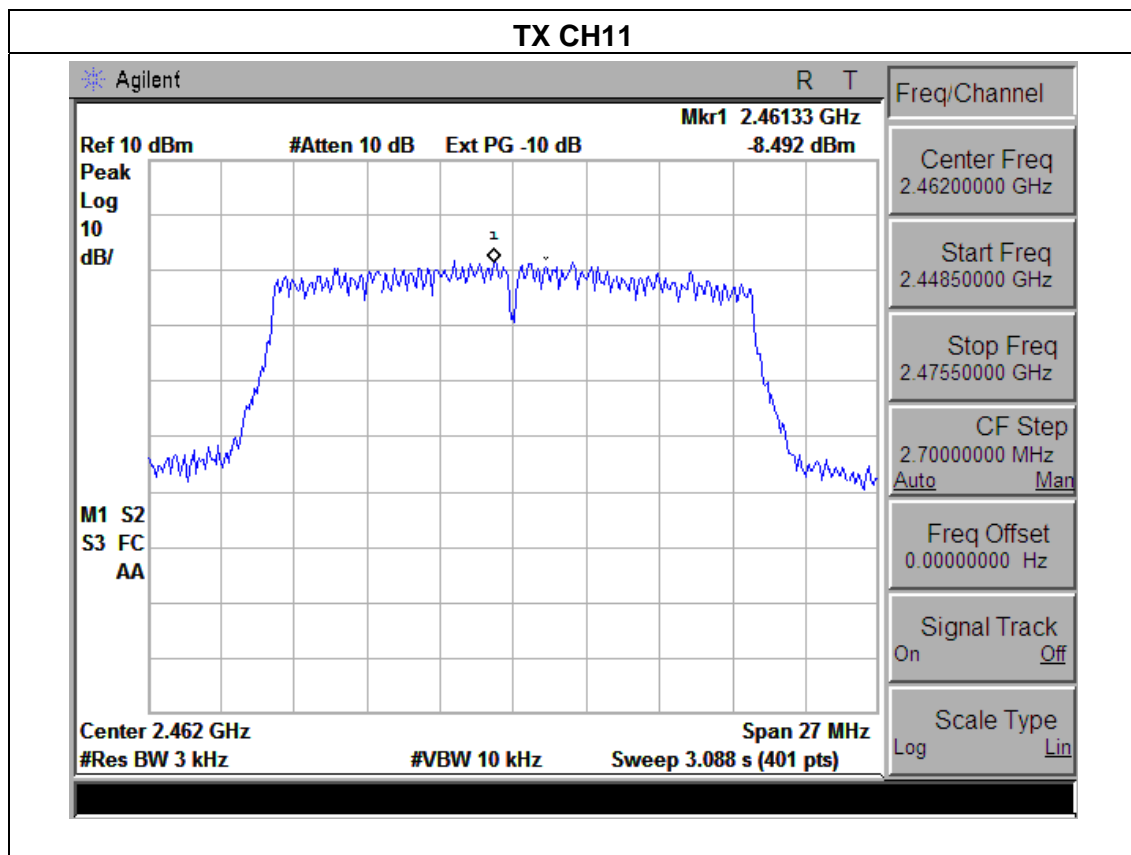 TX CH11
Agilent R T
Mkr1 2.46133 GHz
Ref 10 dBm #Atten 10 dB Ext PG -10 dB -8.492 dBm
Peak
Log
10
dB/
1
M1 S2
S3 FC
AA
Center 2.462 GHz Span 27 MHz
#Res BW 3 kHz #VBW 10 kHz Sweep 3.088 s (401 pts)
Freq/Channel
Center Freq
2.46200000 GHz
Start Freq
2.44850000 GHz
Stop Freq
2.47550000 GHz
CF Step
2.70000000 MHz
Auto Man
Freq Offset
0.00000000 Hz
Signal Track
On Off
Scale Type
Log Lin